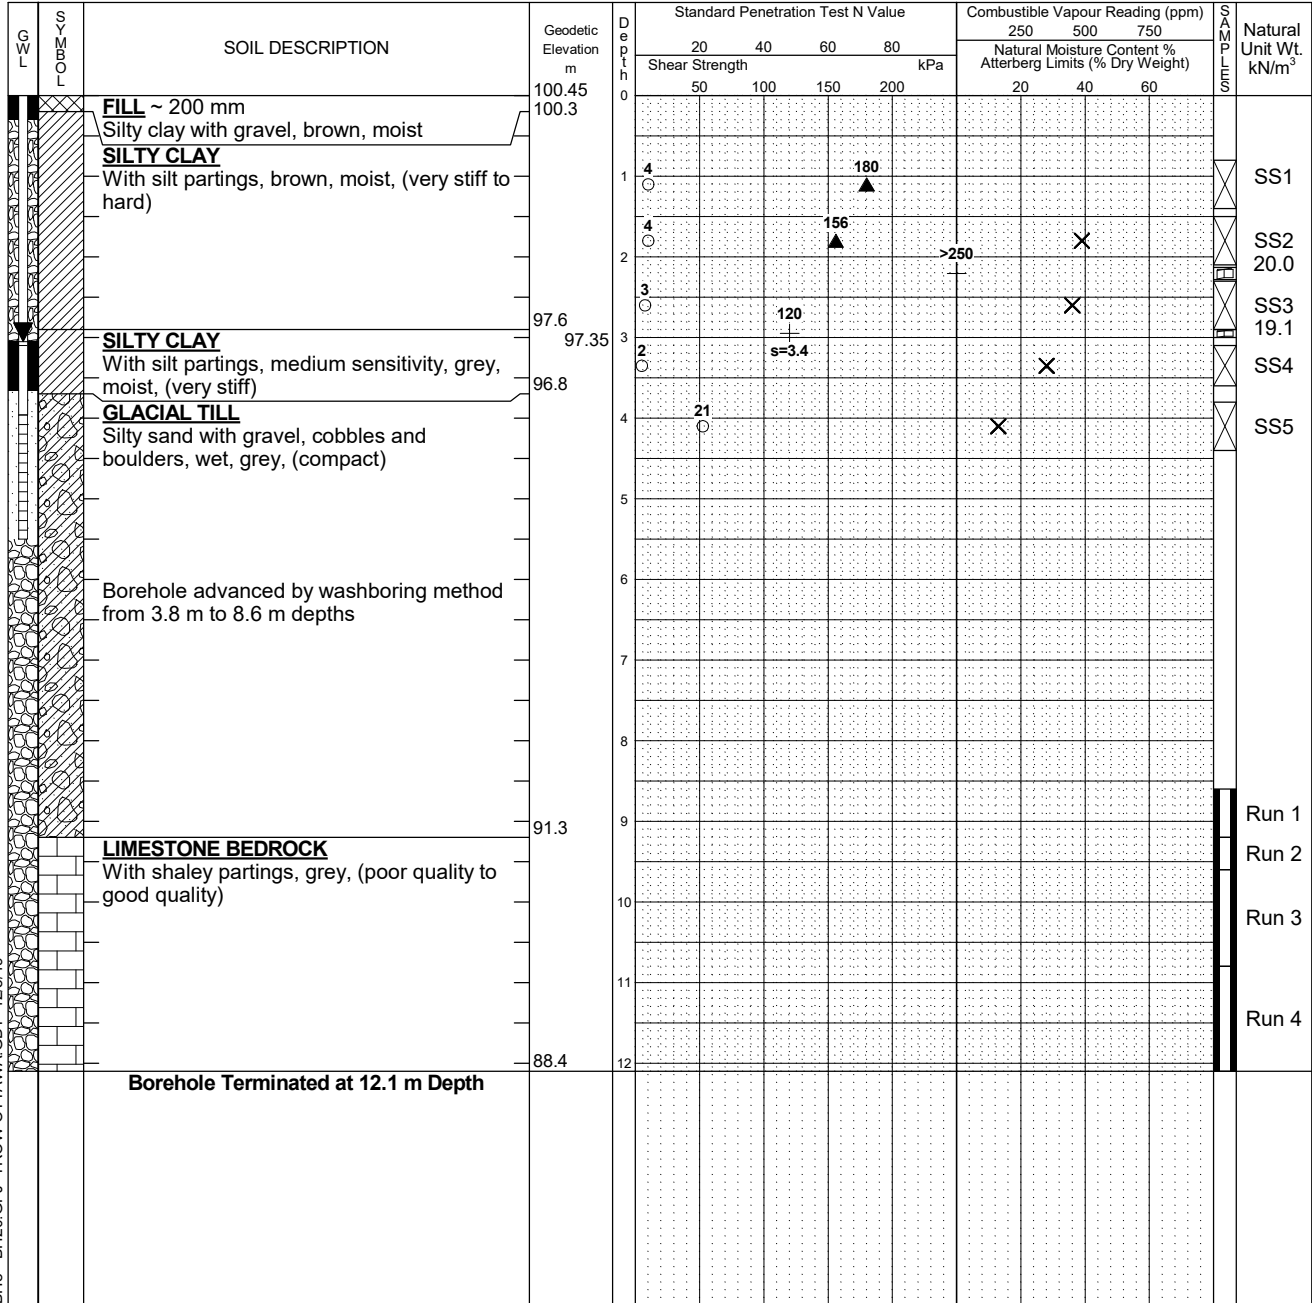 GWL
SYMBOL
SOIL DESCRIPTION
Geodetic
Elevation
m
Depth
Standard Penetration Test N Value
20 40 60 80
Shear Strength kPa
50 100 150 200
Combustible Vapour Reading (ppm)
250 500 750
Natural Moisture Content %
Atterberg Limits (% Dry Weight)
20 40 60
SAMPLES
Natural
Unit Wt.
kN/m³
100.45
0
FILL ~ 200 mm
100.3
Silty clay with gravel, brown, moist
SILTY CLAY
With silt partings, brown, moist, (very stiff to
hard)
1
4
180
SS1
4
156
SS2
2
>250
20.0
3
SS3
97.6
120
19.1
SILTY CLAY
97.35
3
With silt partings, medium sensitivity, grey,
moist, (very stiff)
2
s=3.4
SS4
96.8
GLACIAL TILL
Silty sand with gravel, cobbles and
boulders, wet, grey, (compact)
4
21
SS5
5
6
Borehole advanced by washboring method
from 3.8 m to 8.6 m depths
7
8
91.3
9
Run 1
LIMESTONE BEDROCK
With shaley partings, grey, (poor quality to
good quality)
Run 2
10
Run 3
11
Run 4
88.4
12
Borehole Terminated at 12.1 m Depth